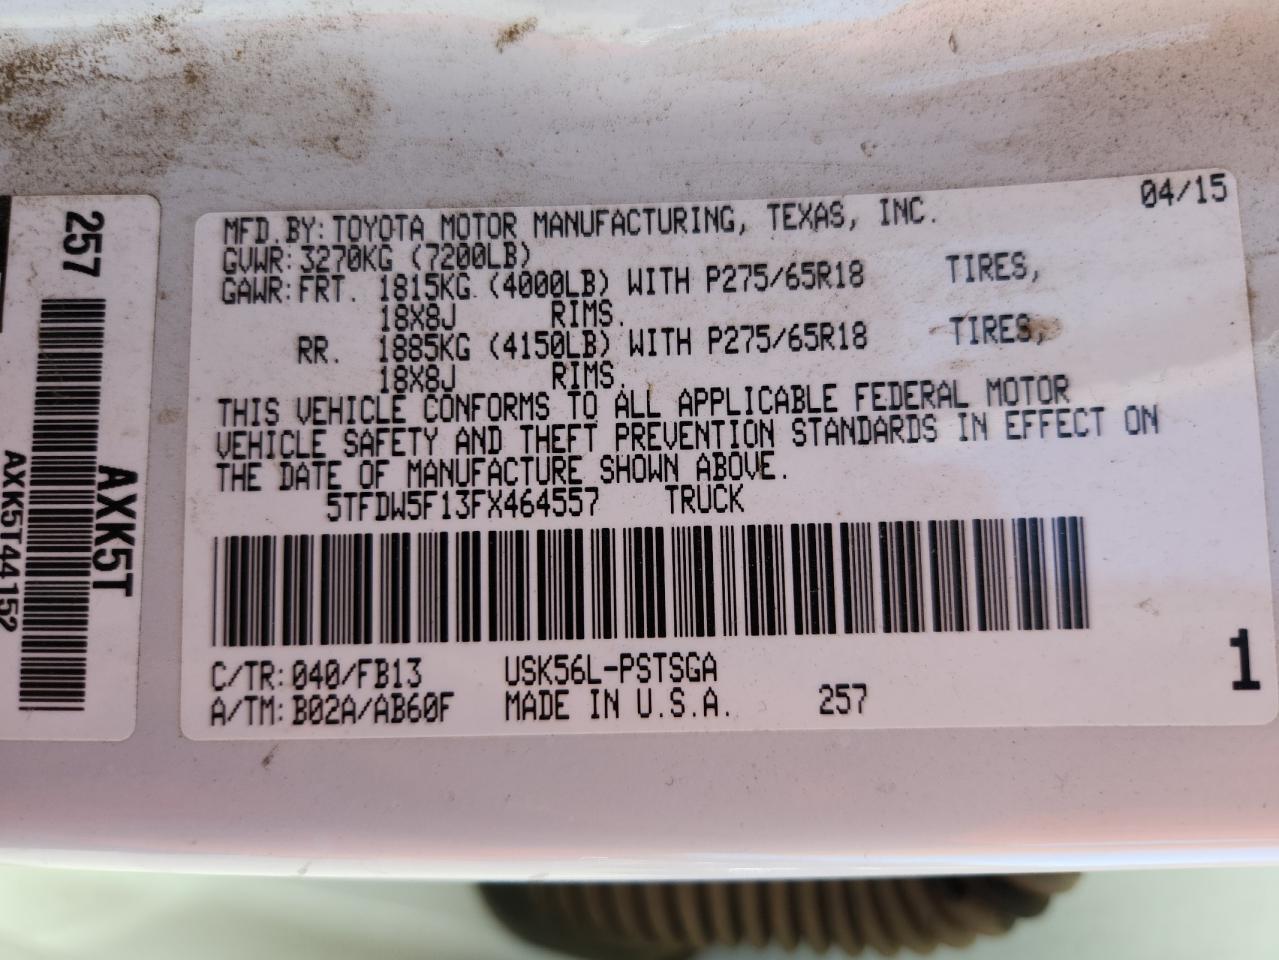 257
AXK5T
AXK5T44152
04/15
MFD.BY: TOYOTA MOTOR MANUFACTURING, TEXAS, INC.
GVWR: 3270KG (7200LB)
GAWR: FRT. 1815KG (4000LB) WITH P275/65R18 TIRES,
18X8J RIMS.
RR. 1885KG (4150LB) WITH P275/65R18 TIRES,
18X8J RIMS.
THIS VEHICLE CONFORMS TO ALL APPLICABLE FEDERAL MOTOR
VEHICLE SAFETY AND THEFT PREVENTION STANDARDS IN EFFECT ON
THE DATE OF MANUFACTURE SHOWN ABOVE.
5TFDW5F13FX464557 TRUCK
C/TR: 040/FB13 USK56L-PSTSGA
A/TM: B02A/AB60F MADE IN U.S.A. 257
1